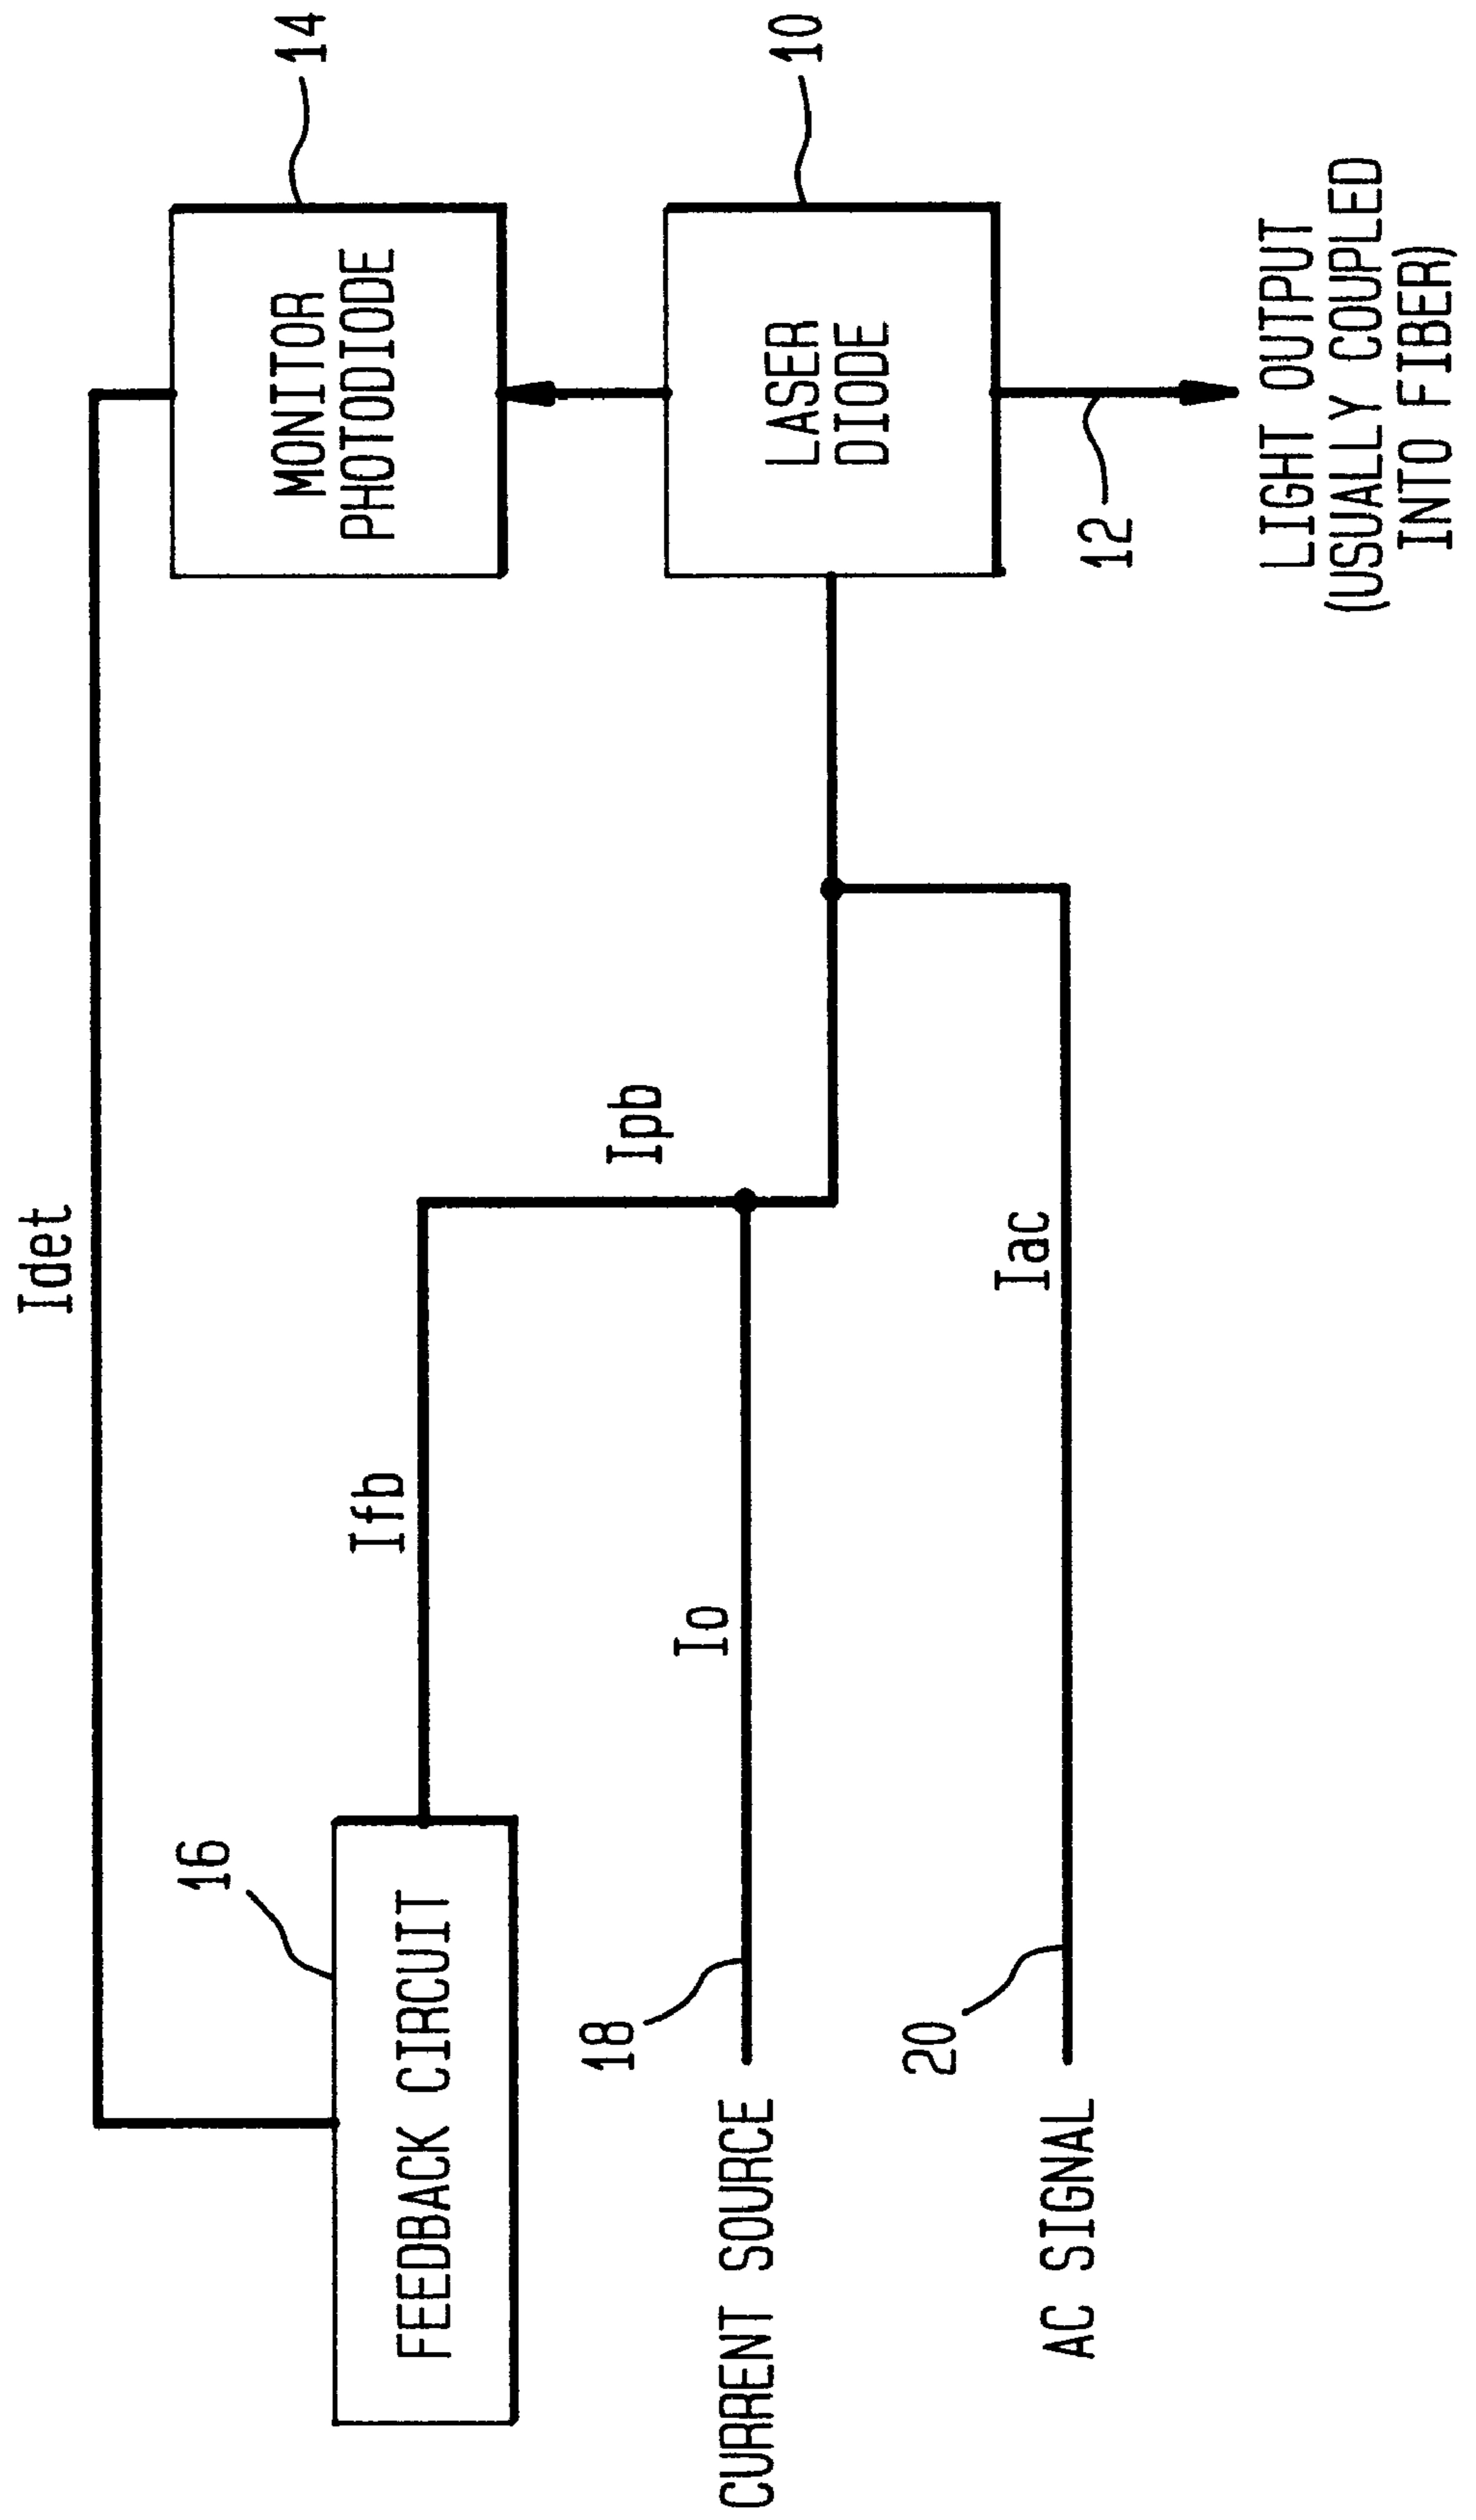 Idet
14
MONITOR
PHOTODIODE
16
FEEDBACK CIRCUIT
Ifb
Ipb
10
LASER
DIODE
18
CURRENT SOURCE
Io
20
AC SIGNAL
Iac
12
LIGHT OUTPUT
(USUALLY COUPLED
INTO FIBER)